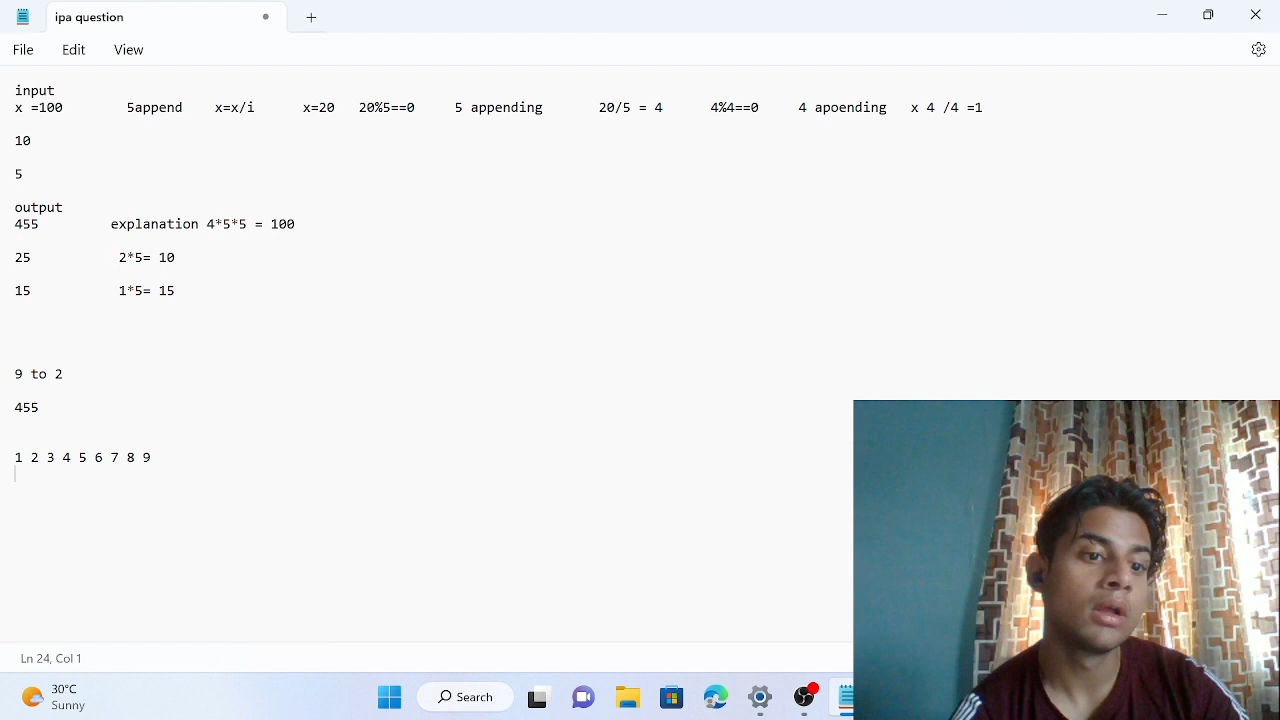 ipa question
File Edit View
input
x =100 5append x=x/i x=20 20%5==0 5 appending 20/5 = 4 4%4==0 4 apoending x 4 /4 =1
10
5
output
455 explanation 4*5*5 = 100
25 2*5= 10
15 1*5= 15
9 to 2
455
1 2 3 4 5 6 7 8 9
Ln 24, Col 1
30°C
Sunny
Search